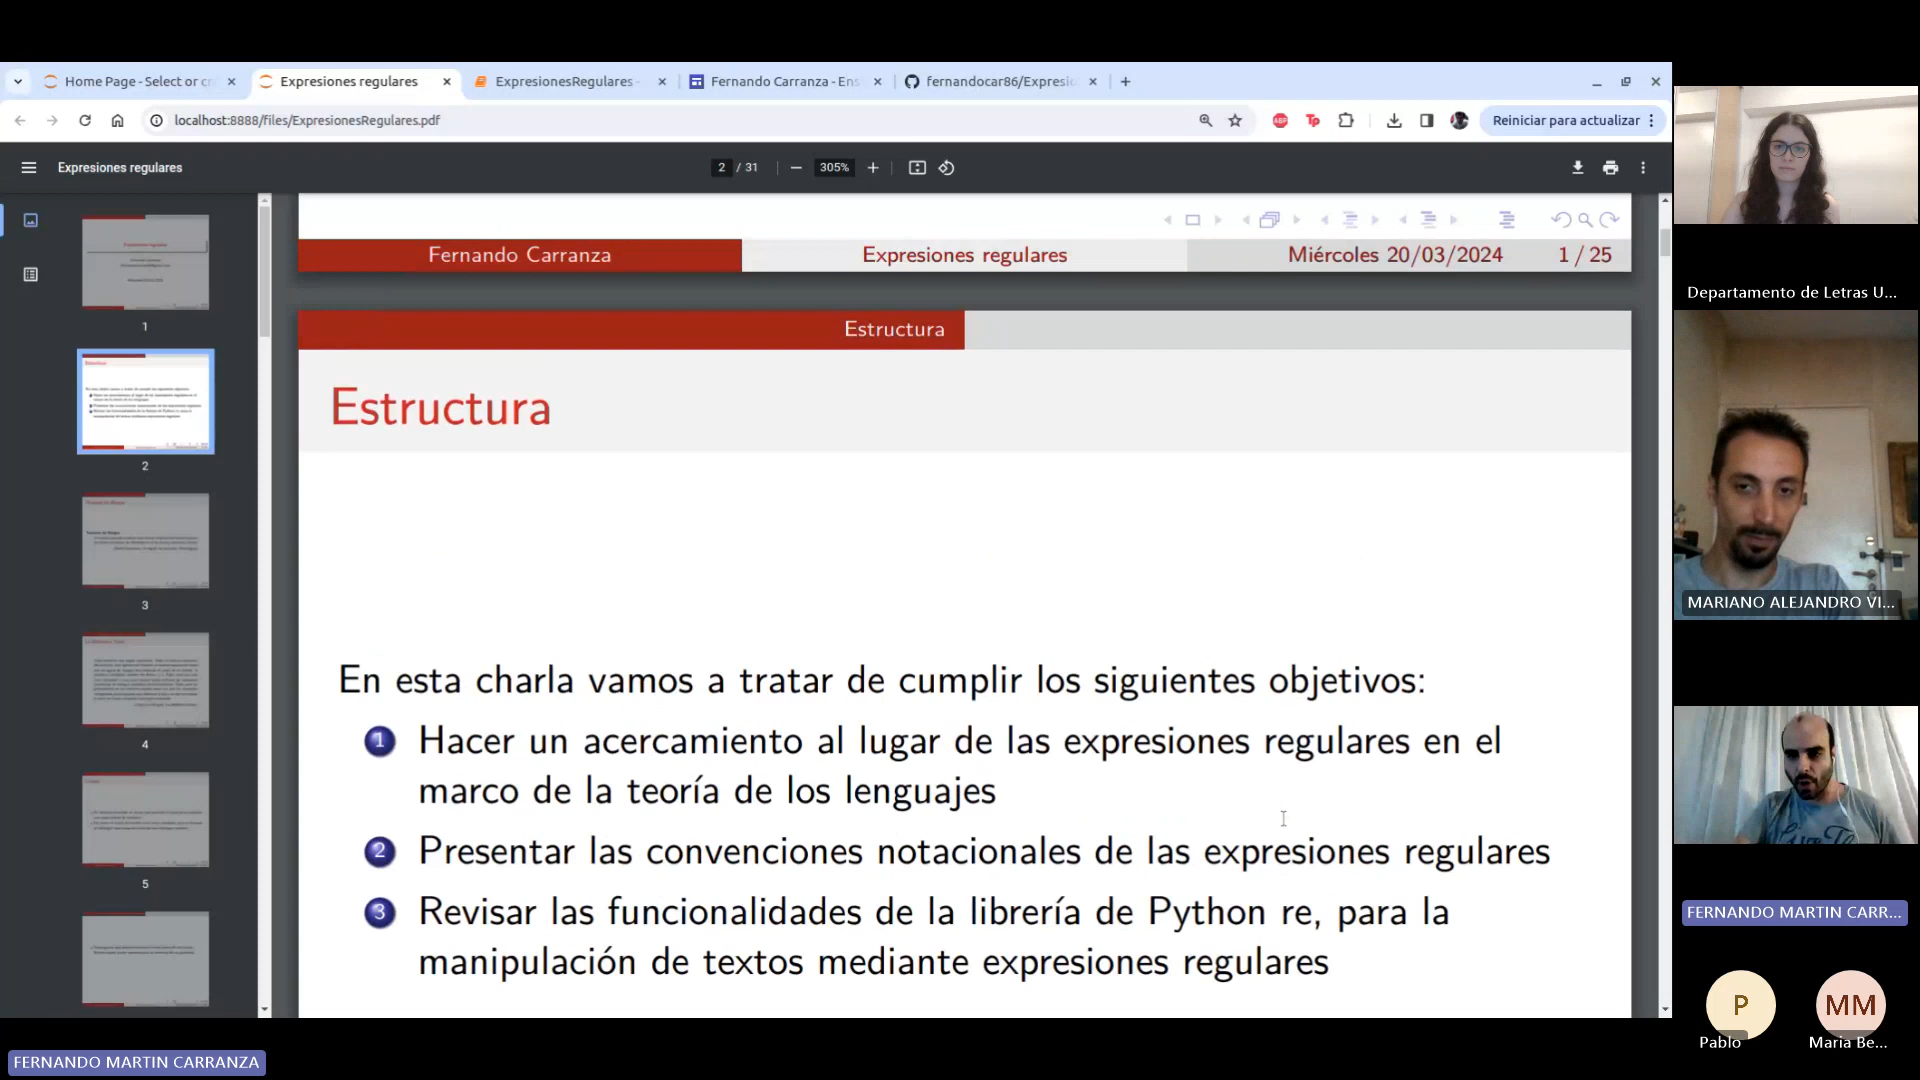 Home Page - Select or cr
Expresiones regulares
ExpresionesRegulares -
Fernando Carranza - Ens
fernandocar86/Expresi
localhost:8888/files/ExpresionesRegulares.pdf
ABP
Tp
Reiniciar para actualizar
Expresiones regulares
2 / 31
305%
1
2
3
4
5
Fernando Carranza
Expresiones regulares
Miércoles 20/03/2024
1 / 25
Estructura
Estructura
En esta charla vamos a tratar de cumplir los siguientes objetivos:
1 Hacer un acercamiento al lugar de las expresiones regulares en el
marco de la teoría de los lenguajes
2 Presentar las convenciones notacionales de las expresiones regulares
3 Revisar las funcionalidades de la librería de Python re, para la
manipulación de textos mediante expresiones regulares
Departamento de Letras U...
MARIANO ALEJANDRO VI...
FERNANDO MARTIN CARR...
P
Pablo
MM
Maria Be...
FERNANDO MARTIN CARRANZA